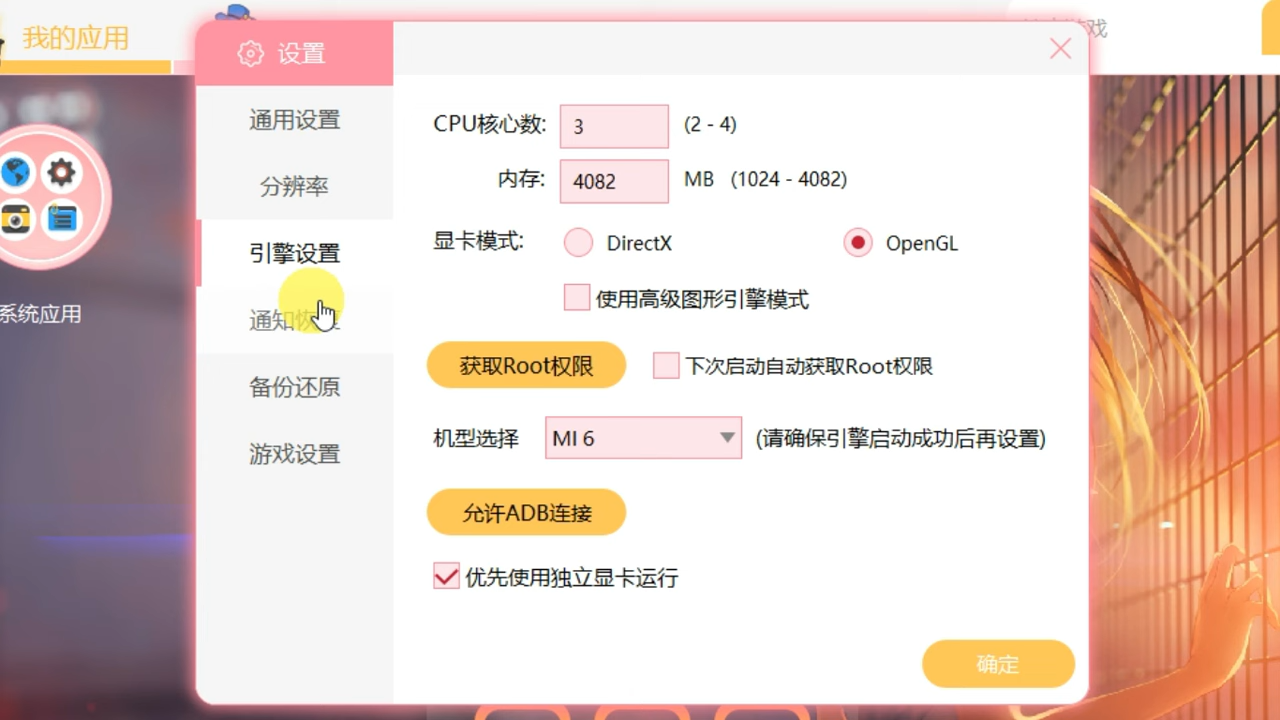 我的应用
设置
戏
通用设置
分辨率
引擎设置
备份还原
游戏设置
系统应用
CPU核心数: 3 (2 - 4)
内存: 4082 MB (1024 - 4082)
显卡模式: DirectX OpenGL
使用高级图形引擎模式
获取Root权限 下次启动自动获取Root权限
机型选择 MI 6 (请确保引擎启动成功后再设置)
允许ADB连接
优先使用独立显卡运行
确定